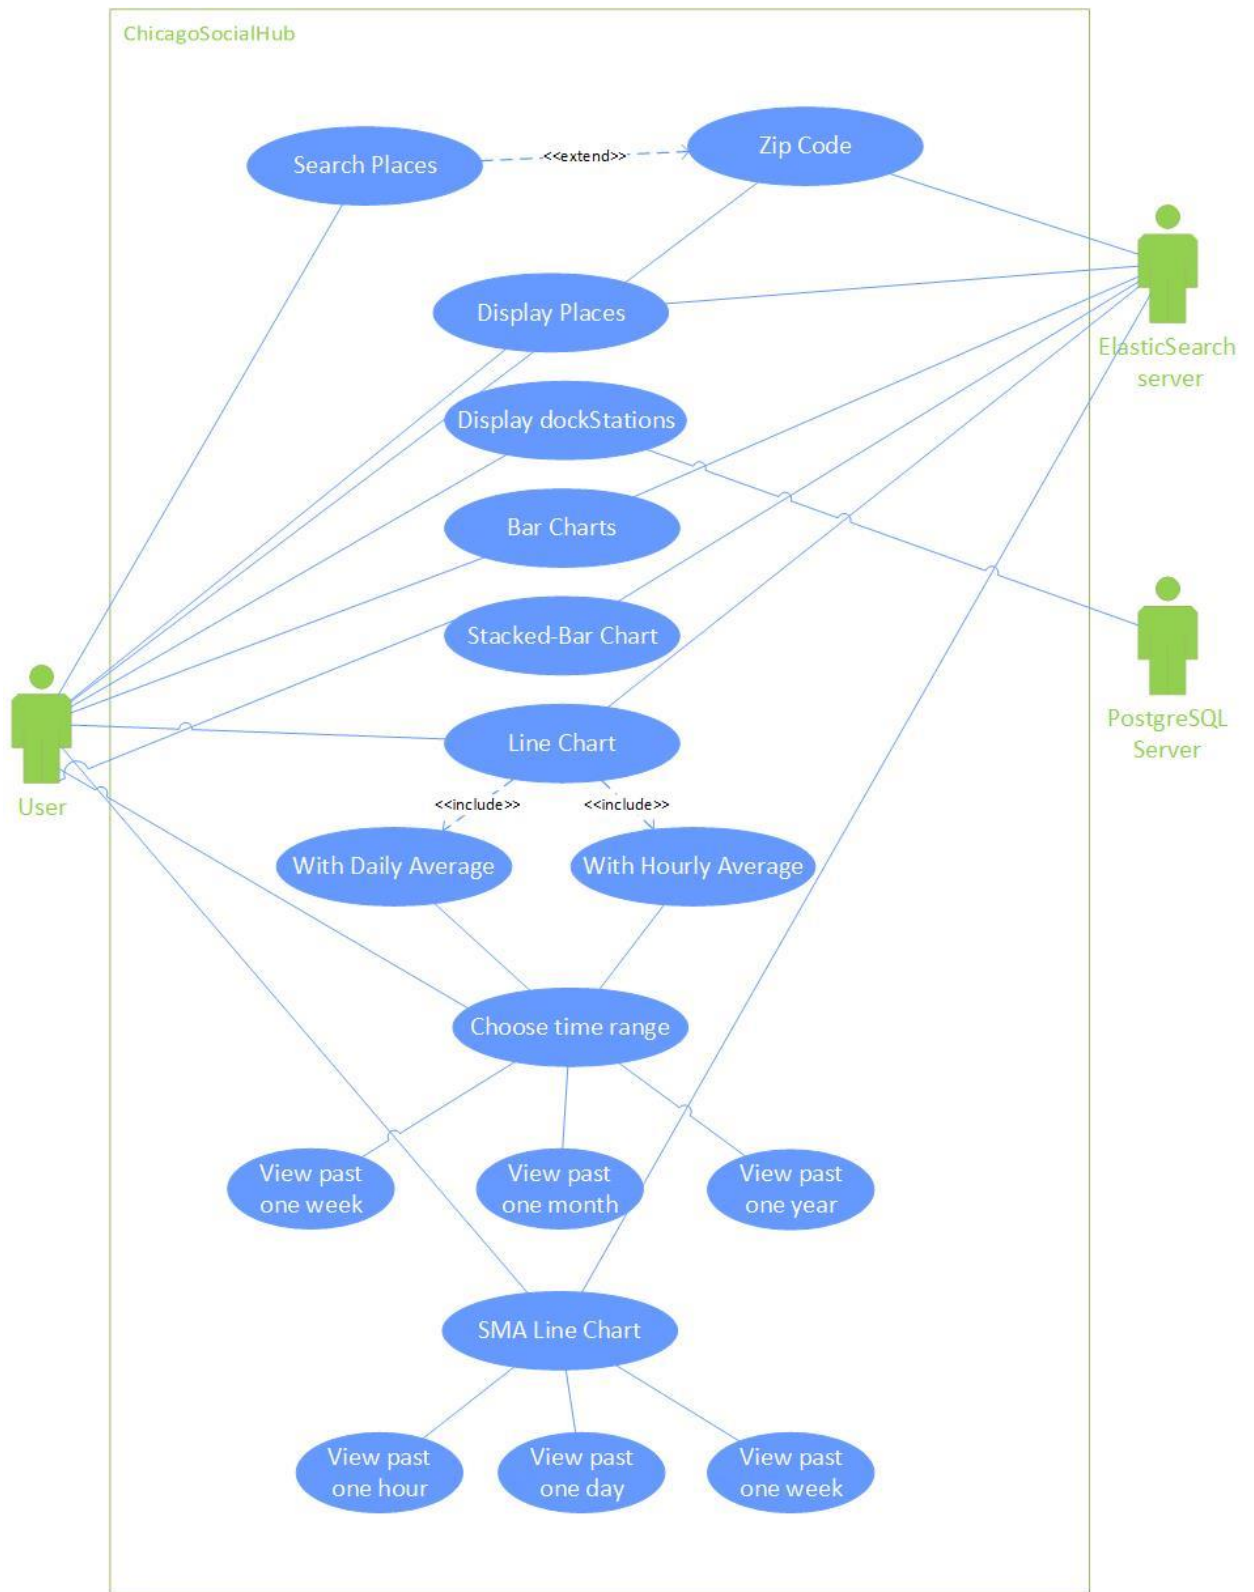 ChicagoSocialHub
Search Places
<<extend>>
Zip Code
Display Places
ElasticSearch
server
Display dockStations
Bar Charts
Stacked-Bar Chart
PostgreSQL
Server
Line Chart
User
<<include>>
<<include>>
With Daily Average
With Hourly Average
Choose time range
View past
one week
View past
one month
View past
one year
SMA Line Chart
View past
one hour
View past
one day
View past
one week